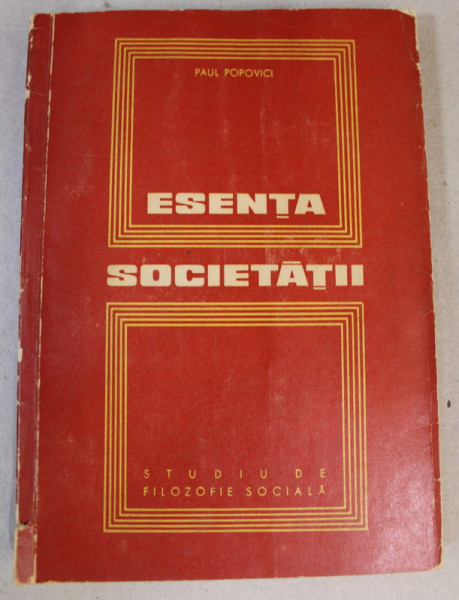 PAUL POPOVICI
ESENȚA
SOCIETĂȚII
STUDIU DE
FILOZOFIE SOCIALĂ